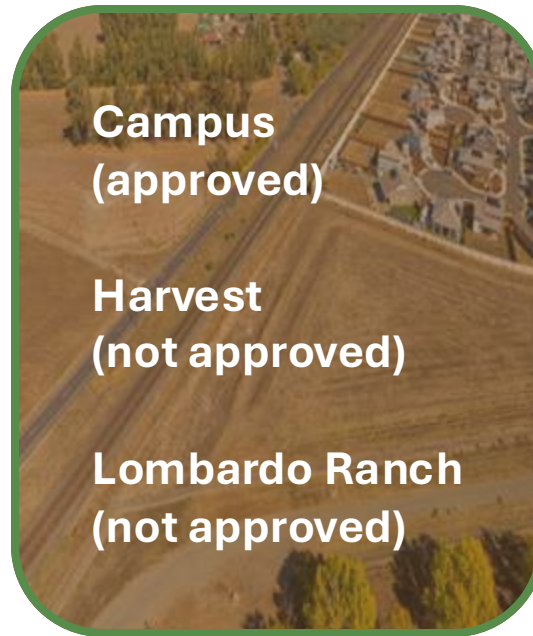 Campus
(approved)
Harvest
(not approved)
Lombardo Ranch
(not approved)